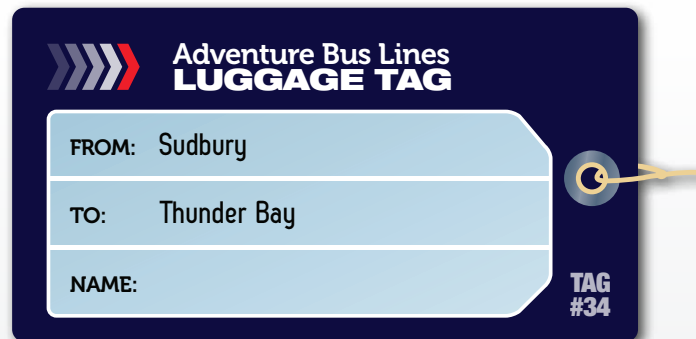 Adventure Bus Lines
LUGGAGE TAG
FROM: Sudbury
TO: Thunder Bay
NAME:
TAG
#34